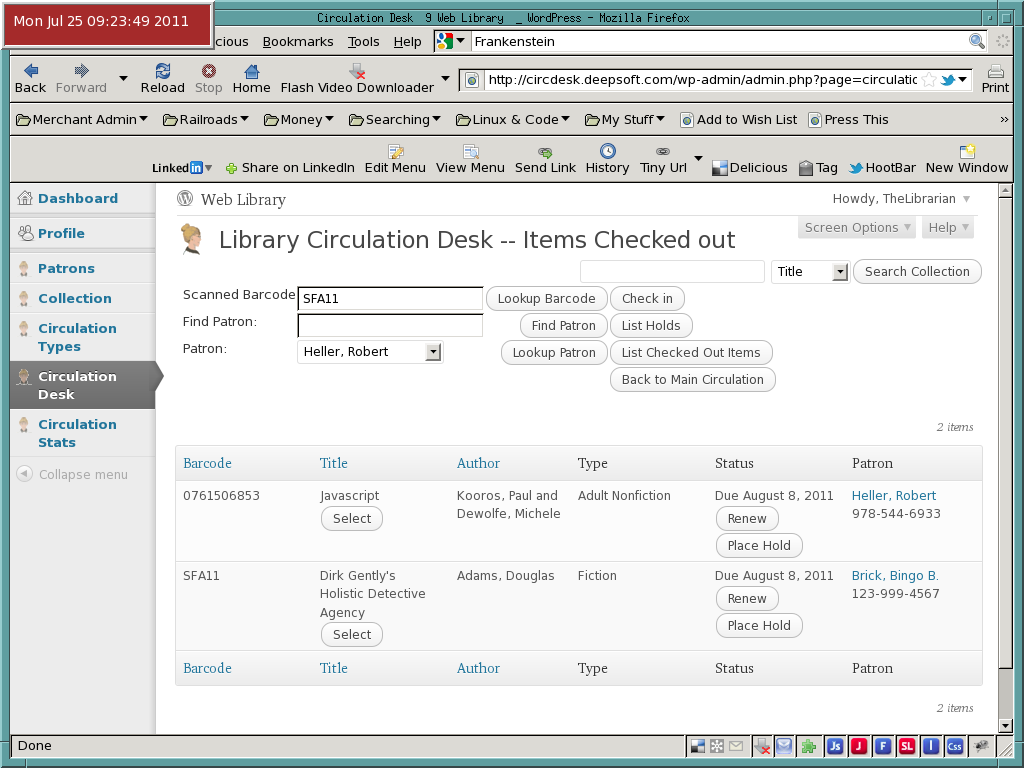 Mon Jul 25 09:23:49 2011
Circulation Desk 9 Web Library _ WordPress - Mozilla Firefox
cious Bookmarks Tools Help Frankenstein
Back Forward Reload Stop Home Flash Video Downloader http://circdesk.deepsoft.com/wp-admin/admin.php?page=circulatic Print
Merchant Admin Railroads Money Searching Linux & Code My Stuff Add to Wish List Press This »
LinkedIn Share on LinkedIn Edit Menu View Menu Send Link History Tiny Url Delicious Tag HootBar New Window
Dashboard
Profile
Patrons
Collection
Circulation
Types
Circulation
Desk
Circulation
Stats
Collapse menu
Web Library Howdy, TheLibrarian
Screen Options Help
Library Circulation Desk -- Items Checked out
Title Search Collection
Scanned Barcode SFA11 Lookup Barcode Check in
Find Patron: Find Patron List Holds
Patron: Heller, Robert Lookup Patron List Checked Out Items
Back to Main Circulation
2 items
Barcode Title Author Type Status Patron
0761506853 Javascript Kooros, Paul and Adult Nonfiction Due August 8, 2011 Heller, Robert
Select Dewolfe, Michele Renew 978-544-6933
Place Hold
SFA11 Dirk Gently's Adams, Douglas Fiction Due August 8, 2011 Brick, Bingo B.
Holistic Detective Renew 123-999-4567
Agency Place Hold
Select
Barcode Title Author Type Status Patron
2 items
Done Js J F SL I Css